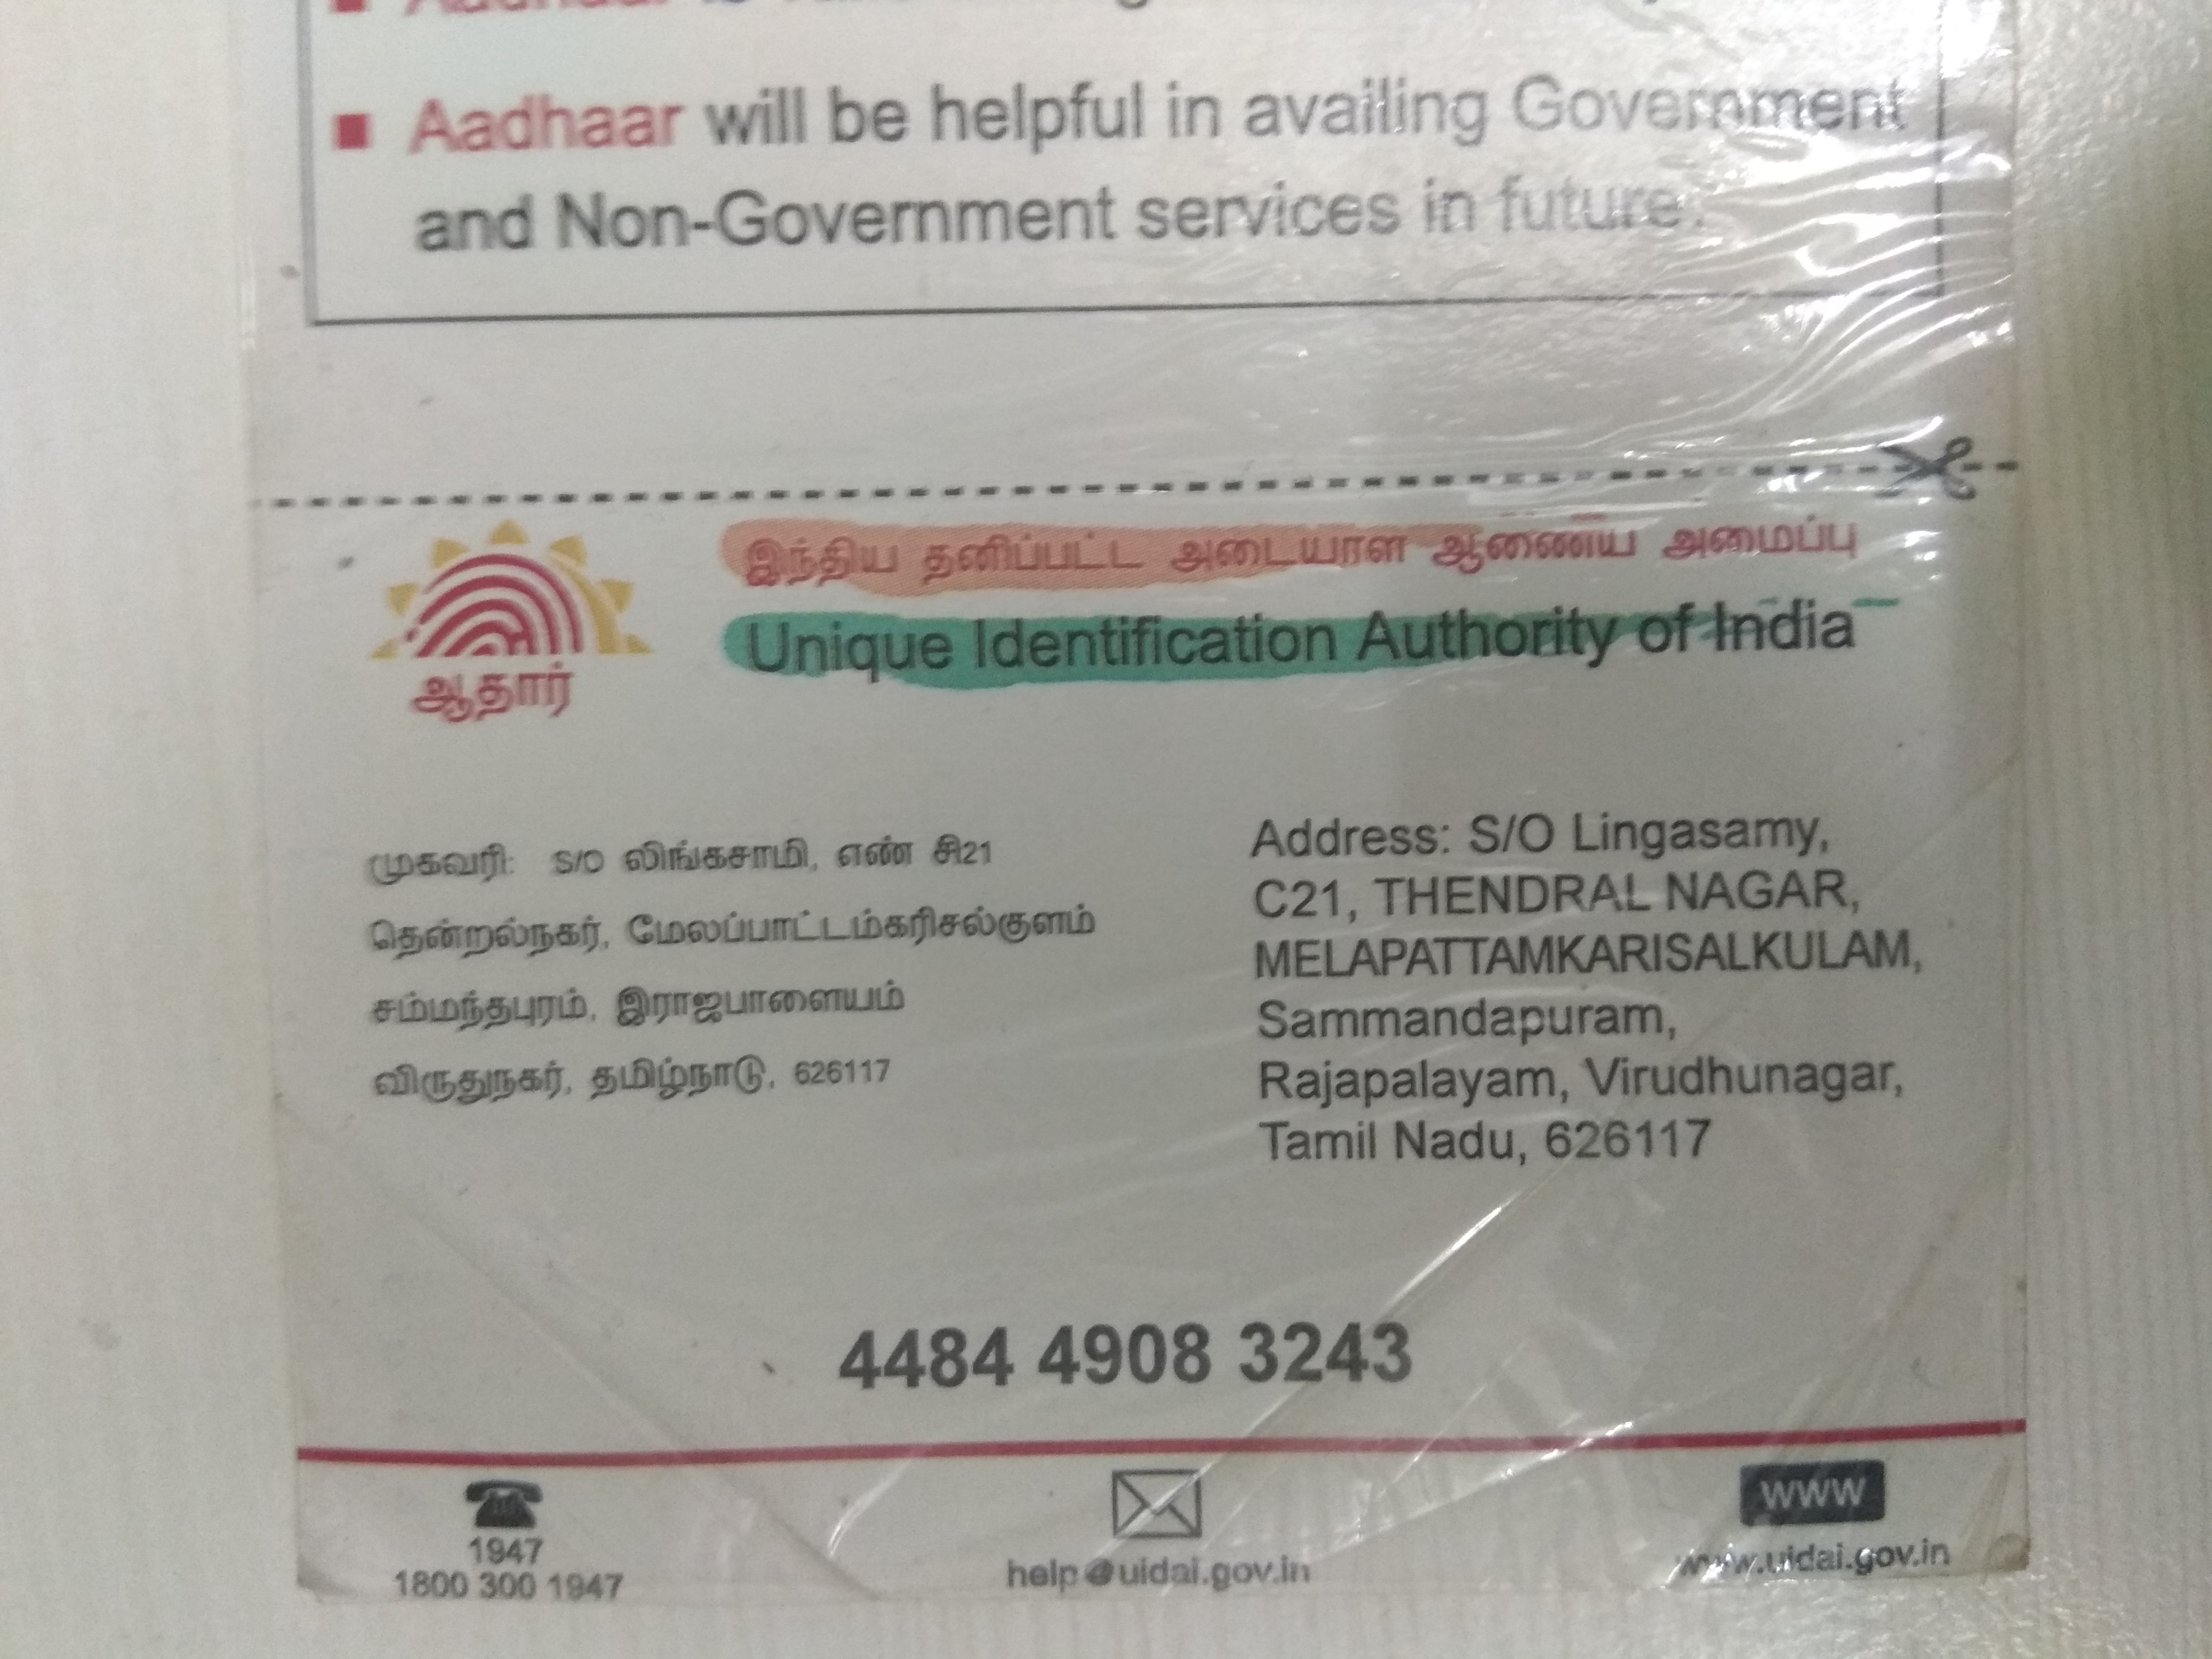 Aadhaar
Aadhaar will be helpful in availing Government
and Non-Government services in future.
இந்திய தனிப்பட்ட அடையாள ஆணைய அமைப்பு
Unique Identification Authority of India
ஆதார்
முகவரி: S/O லிங்கசாமி, எண் சி21
தென்றல்நகர், மேலப்பாட்டம்கரிசல்குளம்
சம்மந்தபுரம், இராஜபாளையம்
விருதுநகர், தமிழ்நாடு, 626117
Address: S/O Lingasamy,
C21, THENDRAL NAGAR,
MELAPATTAMKARISALKULAM,
Sammandapuram,
Rajapalayam, Virudhunagar,
Tamil Nadu, 626117
4484 4908 3243
1947
1800 300 1947
help@uidai.gov.in
www
www.uidai.gov.in